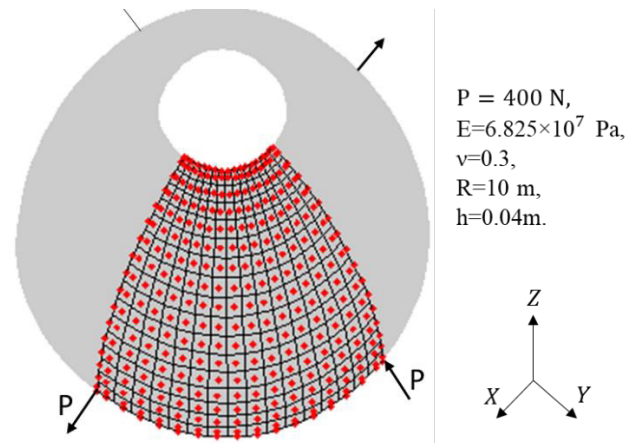 P = 400 N,
E=6.825×10⁷ Pa,
ν=0.3,
R=10 m,
h=0.04m.
P
P
Z
X
Y